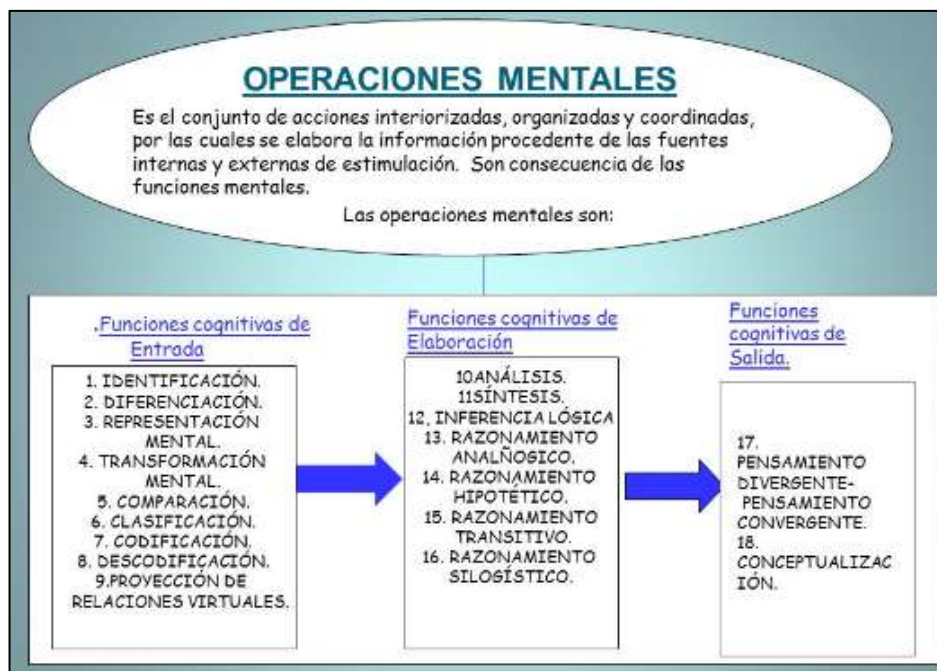 OPERACIONES MENTALES
Es el conjunto de acciones interiorizadas, organizadas y coordinadas,
por las cuales se elabora la información procedente de las fuentes
internas y externas de estimulación. Son consecuencia de las
funciones mentales.
Las operaciones mentales son:
.Funciones cognitivas de
Entrada
1. IDENTIFICACIÓN.
2. DIFERENCIACIÓN.
3. REPRESENTACIÓN
MENTAL.
4. TRANSFORMACIÓN
MENTAL.
5. COMPARACIÓN.
6. CLASIFICACIÓN.
7. CODIFICACIÓN.
8. DESCODIFICACIÓN.
9.PROYECCIÓN DE
RELACIONES VIRTUALES.
Funciones cognitivas de
Elaboración
10ANÁLISIS.
11SÍNTESIS.
12, INFERENCIA LÓGICA
13. RAZONAMIENTO
ANALÑOGICO.
14. RAZONAMIENTO
HIPOTÉTICO.
15. RAZONAMIENTO
TRANSITIVO.
16. RAZONAMIENTO
SILOGÍSTICO.
Funciones
cognitivas de
Salida.
17.
PENSAMIENTO
DIVERGENTE-
PENSAMIENTO
CONVERGENTE.
18.
CONCEPTUALIZAC
IÓN.